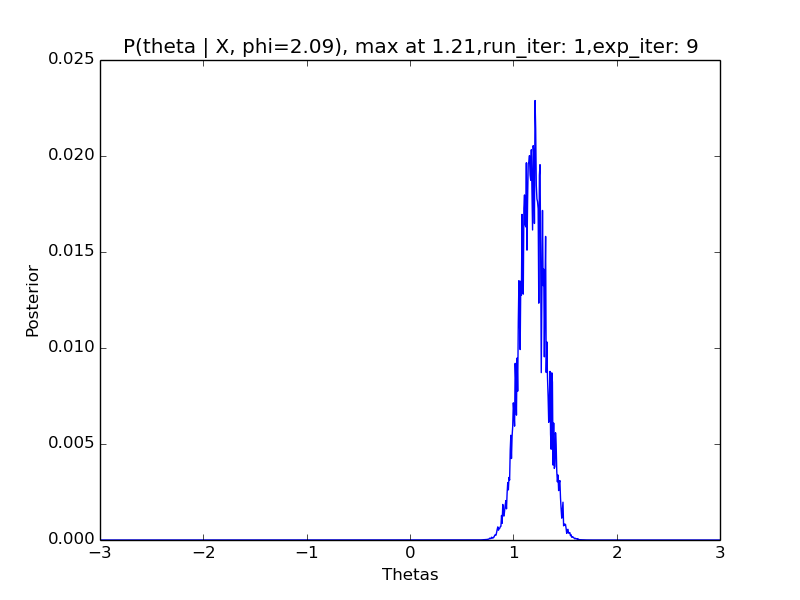 P(theta | X, phi=2.09), max at 1.21,run_iter: 1,exp_iter: 9
0.025
0.020
0.015
0.010
0.005
0.000
Posterior
−3 −2 −1 0 1 2 3
Thetas